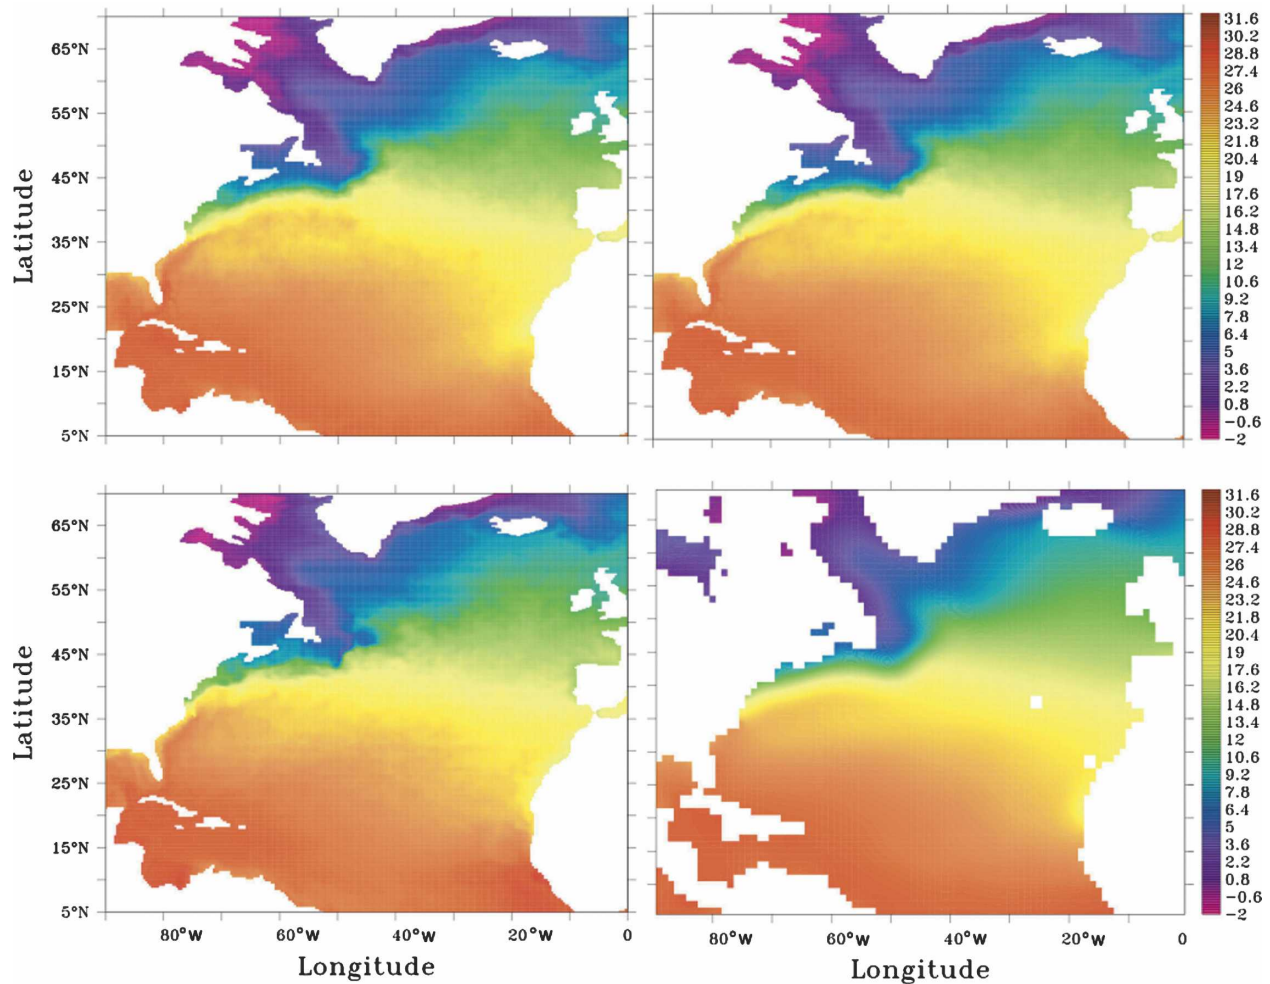 65°N
55°N
45°N
35°N
25°N
15°N
5°N
Latitude
31.6
30.2
28.8
27.4
26
24.6
23.2
21.8
20.4
19
17.6
16.2
14.8
13.4
12
10.6
9.2
7.8
6.4
5
3.6
2.2
0.8
-0.6
-2
65°N
55°N
45°N
35°N
25°N
15°N
5°N
Latitude
80°W
60°W
40°W
20°W
0
Longitude
80°W
60°W
40°W
20°W
0
Longitude
31.6
30.2
28.8
27.4
26
24.6
23.2
21.8
20.4
19
17.6
16.2
14.8
13.4
12
10.6
9.2
7.8
6.4
5
3.6
2.2
0.8
-0.6
-2